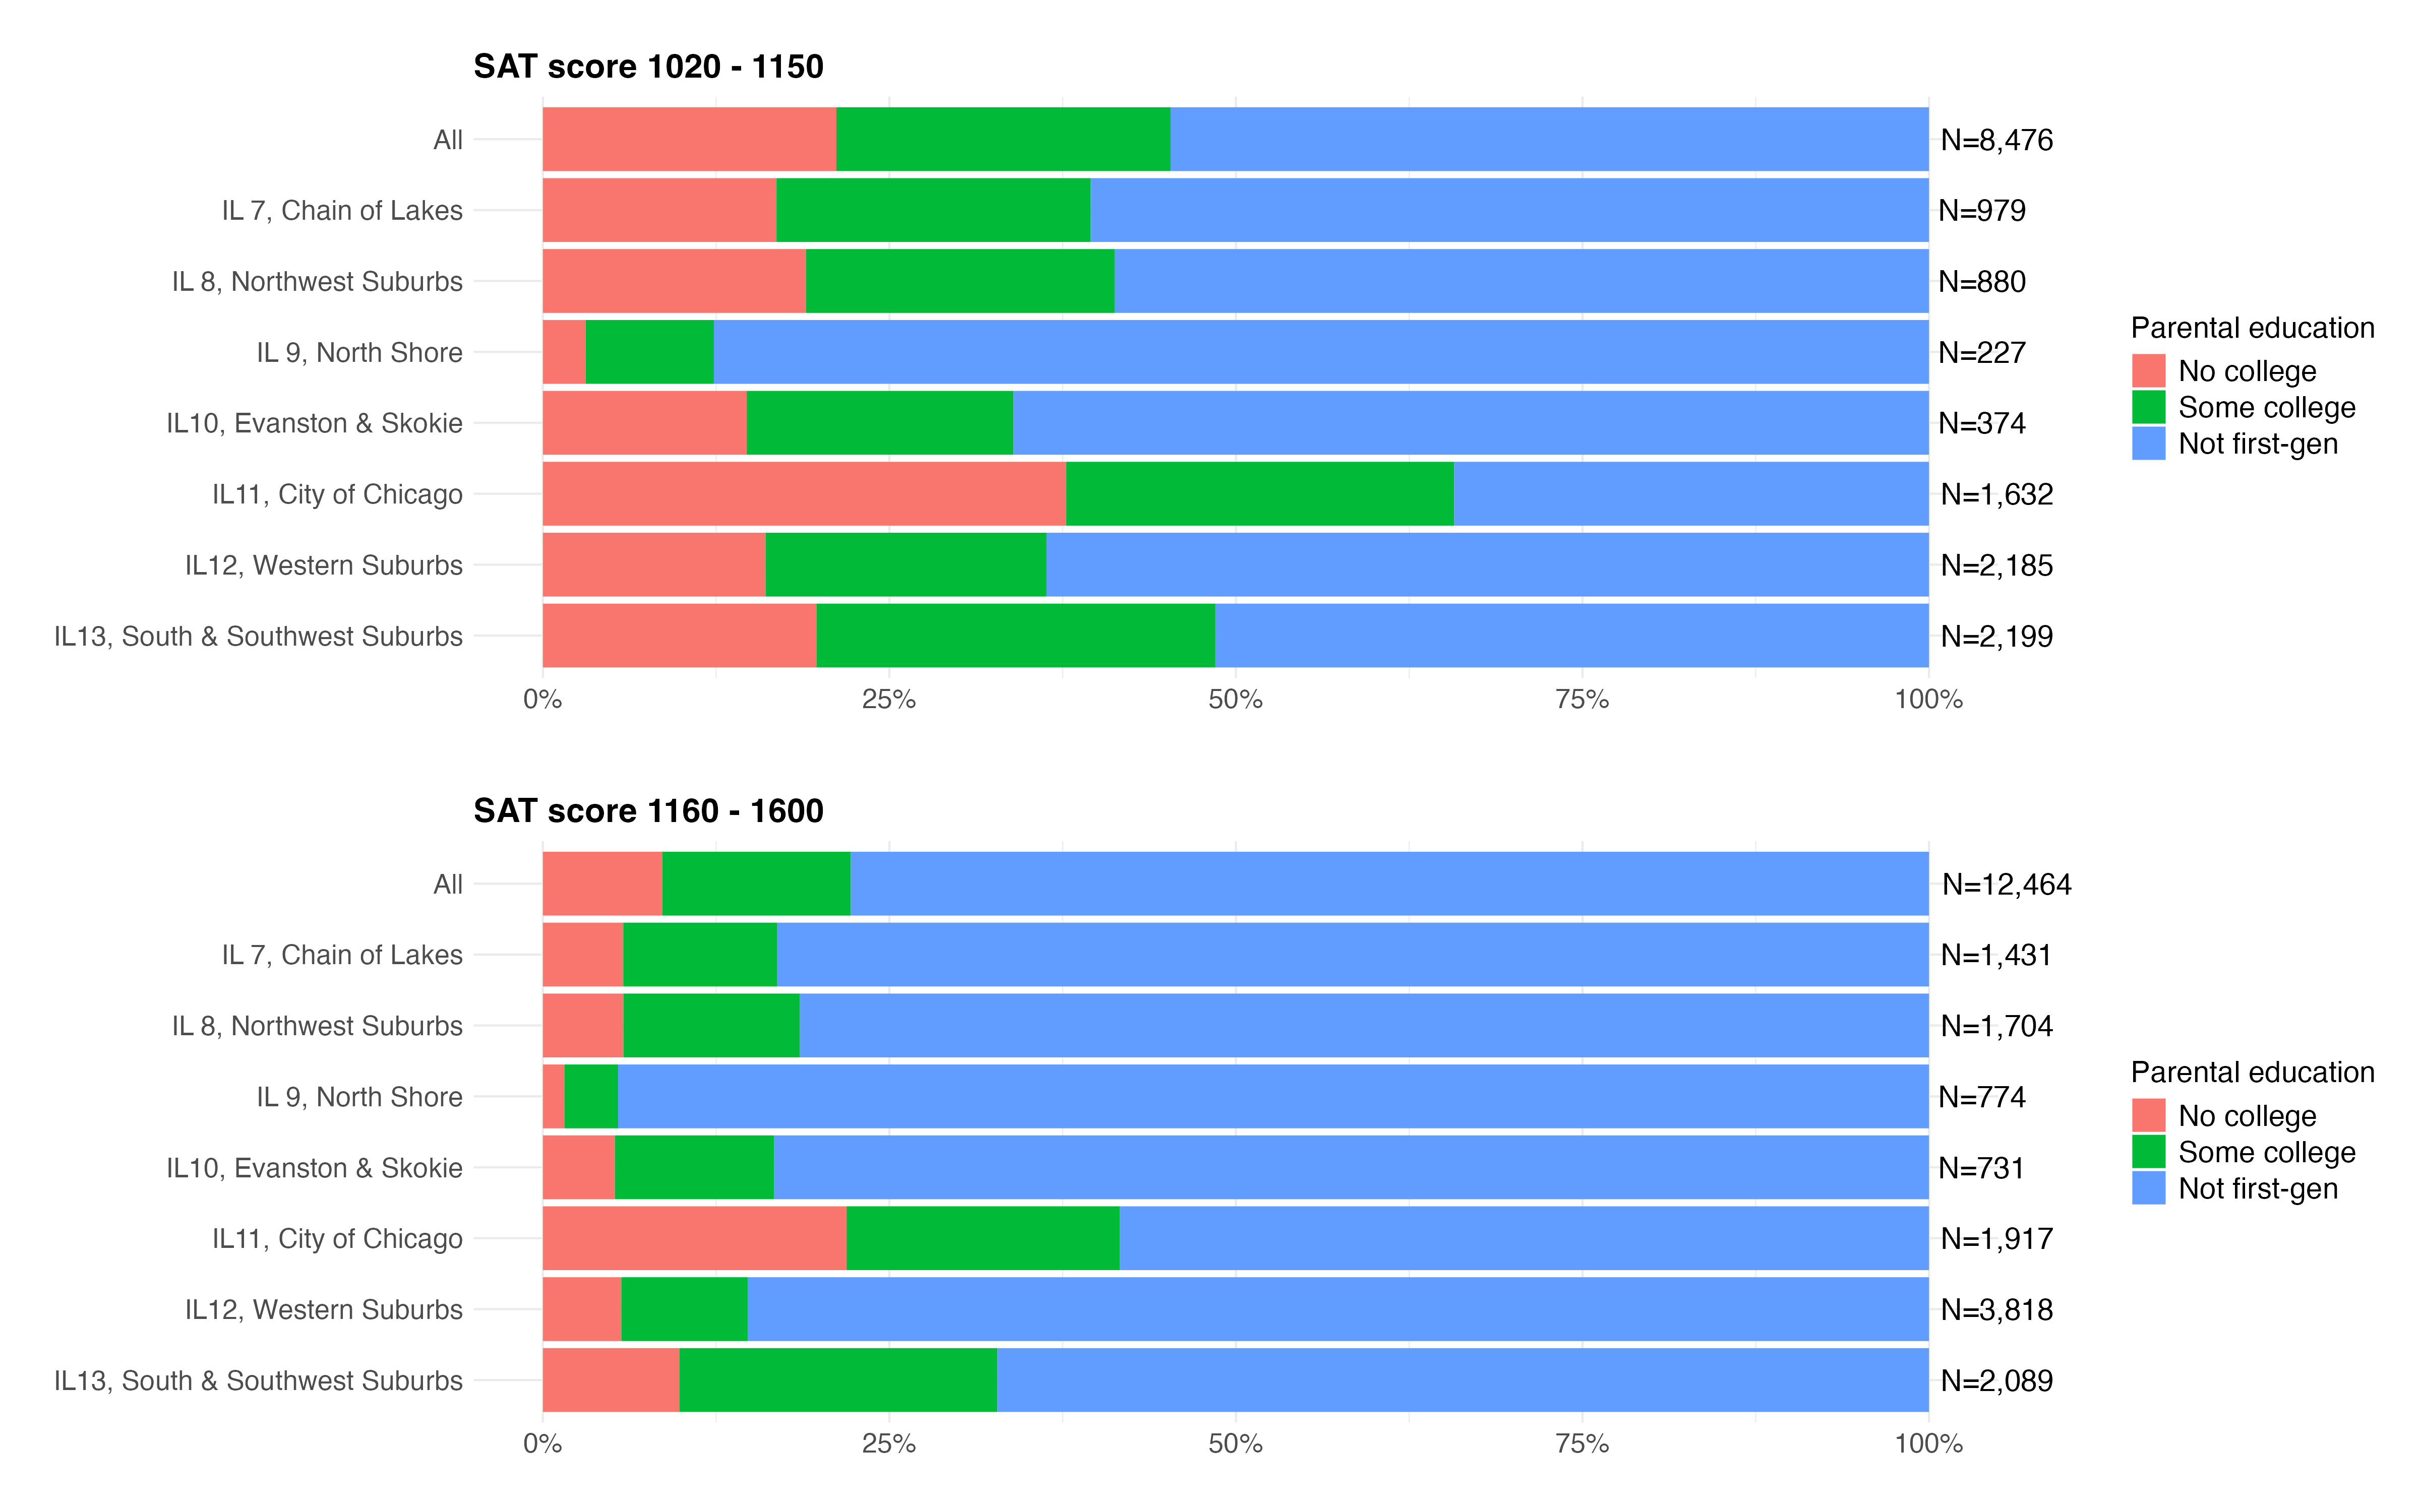 SAT score 1020 - 1150
All N=8,476
IL 7, Chain of Lakes N=979
IL 8, Northwest Suburbs N=880
IL 9, North Shore N=227
IL10, Evanston & Skokie N=374
IL11, City of Chicago N=1,632
IL12, Western Suburbs N=2,185
IL13, South & Southwest Suburbs N=2,199
0% 25% 50% 75% 100%
Parental education
No college
Some college
Not first-gen
SAT score 1160 - 1600
All N=12,464
IL 7, Chain of Lakes N=1,431
IL 8, Northwest Suburbs N=1,704
IL 9, North Shore N=774
IL10, Evanston & Skokie N=731
IL11, City of Chicago N=1,917
IL12, Western Suburbs N=3,818
IL13, South & Southwest Suburbs N=2,089
0% 25% 50% 75% 100%
Parental education
No college
Some college
Not first-gen